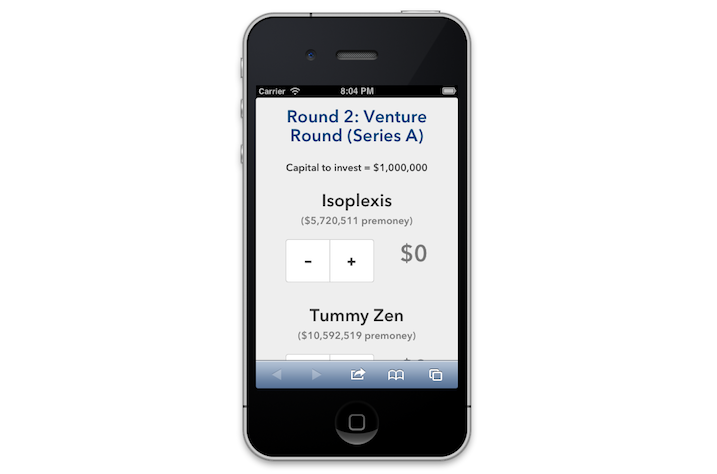 Carrier 8:04 PM
Round 2: Venture
Round (Series A)
Capital to invest = $1,000,000
Isoplexis
($5,720,511 premoney)
- + $0
Tummy Zen
($10,592,519 premoney)